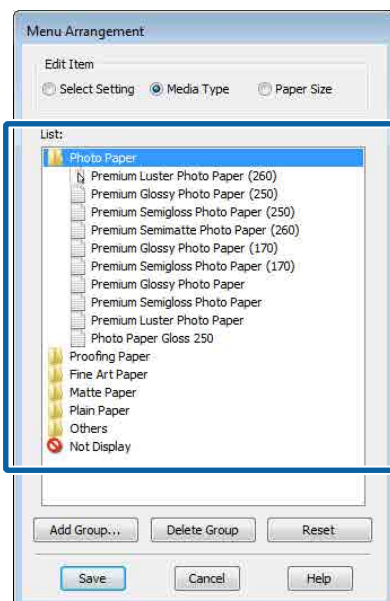 Menu Arrangement
Edit Item
Select Setting Media Type Paper Size
List:
Photo Paper
Premium Luster Photo Paper (260)
Premium Glossy Photo Paper (250)
Premium Semigloss Photo Paper (250)
Premium Semimatte Photo Paper (260)
Premium Glossy Photo Paper (170)
Premium Semigloss Photo Paper (170)
Premium Glossy Photo Paper
Premium Semigloss Photo Paper
Premium Luster Photo Paper
Photo Paper Gloss 250
Proofing Paper
Fine Art Paper
Matte Paper
Plain Paper
Others
Not Display
Add Group... Delete Group Reset
Save Cancel Help